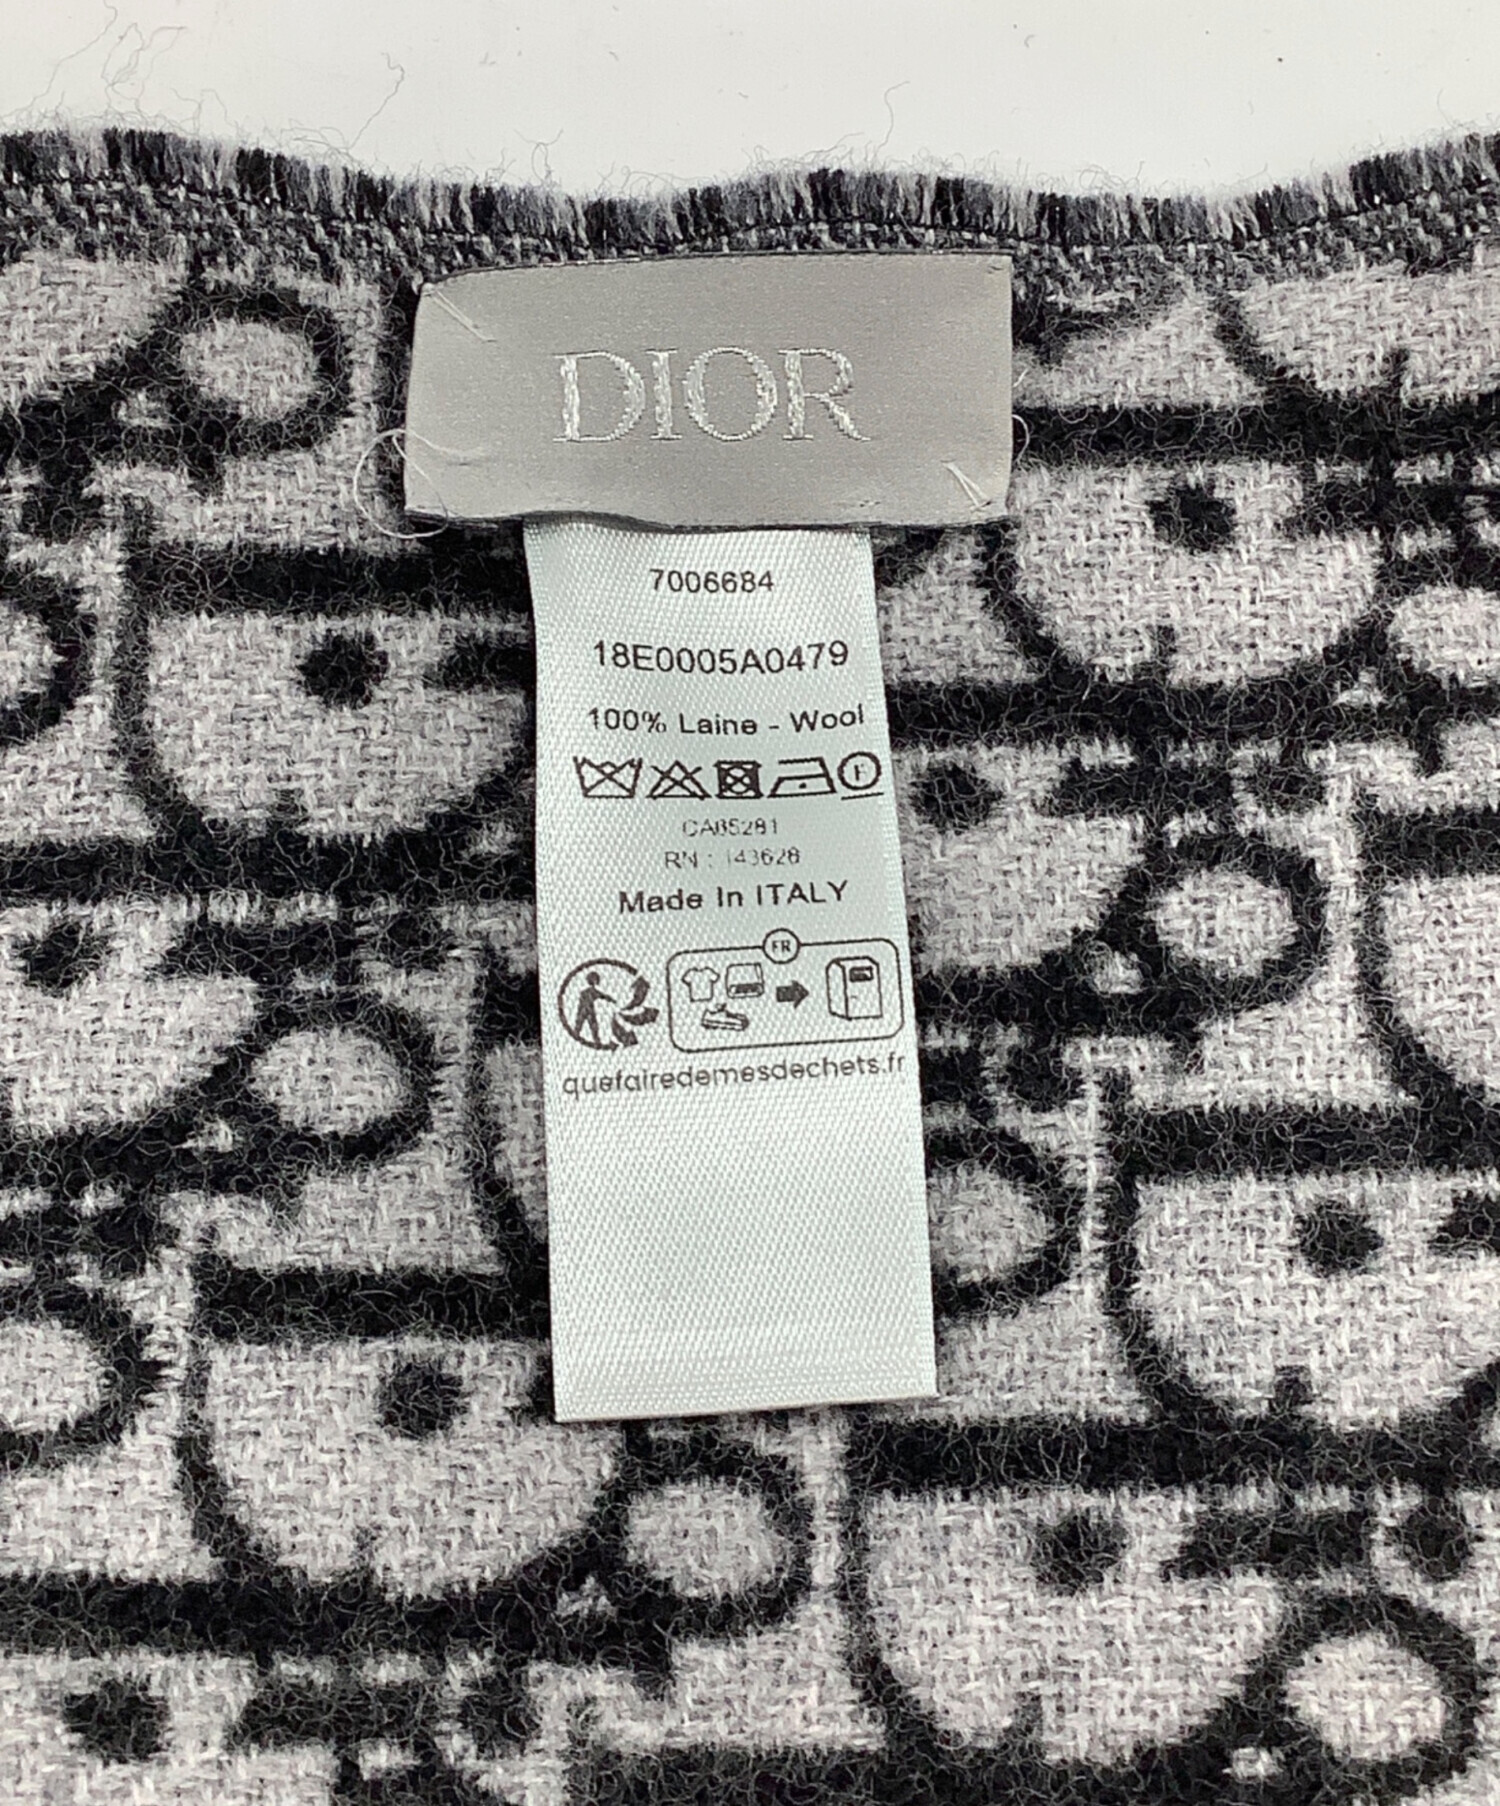 DIOR
7006684
18E0005A0479
100% Laine - Wool
F
CA85281
RN : 143628
Made In ITALY
FR
quefairedemesdechets.fr